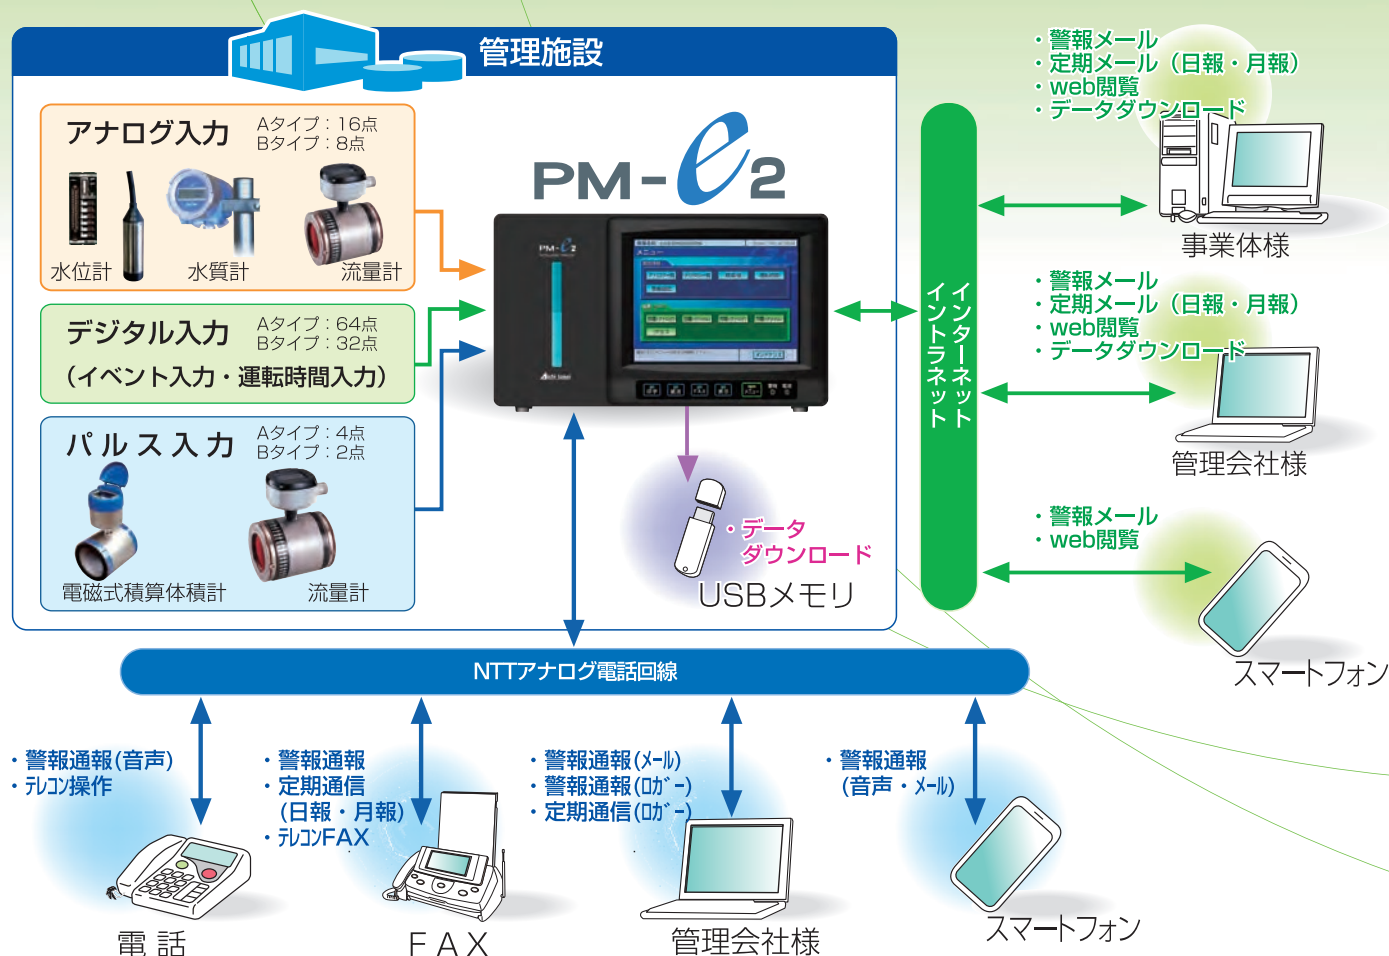 管理施設
アナログ入力
Aタイプ：16点
Bタイプ：8点
水位計
水質計
流量計
デジタル入力
Aタイプ：64点
Bタイプ：32点
（イベント入力・運転時間入力）
パルス入力
Aタイプ：4点
Bタイプ：2点
電磁式積算体積計
流量計
PM-e2
PM-e2
メニュー
・データ
ダウンロード
USBメモリ
インターネット
イントラネット
・警報メール
・定期メール（日報・月報）
・web閲覧
・データダウンロード
事業体様
・警報メール
・定期メール（日報・月報）
・web閲覧
・データダウンロード
管理会社様
・警報メール
・web閲覧
スマートフォン
NTTアナログ電話回線
・警報通報(音声)
・ﾃﾚｺﾝ操作
電話
・警報通報
・定期通信
(日報・月報)
・ﾃﾚｺﾝFAX
FAX
・警報通報(ﾒｰﾙ)
・警報通報(ﾛｶﾞｰ)
・定期通信(ﾛｶﾞｰ)
管理会社様
・警報通報
(音声・ﾒｰﾙ)
スマートフォン